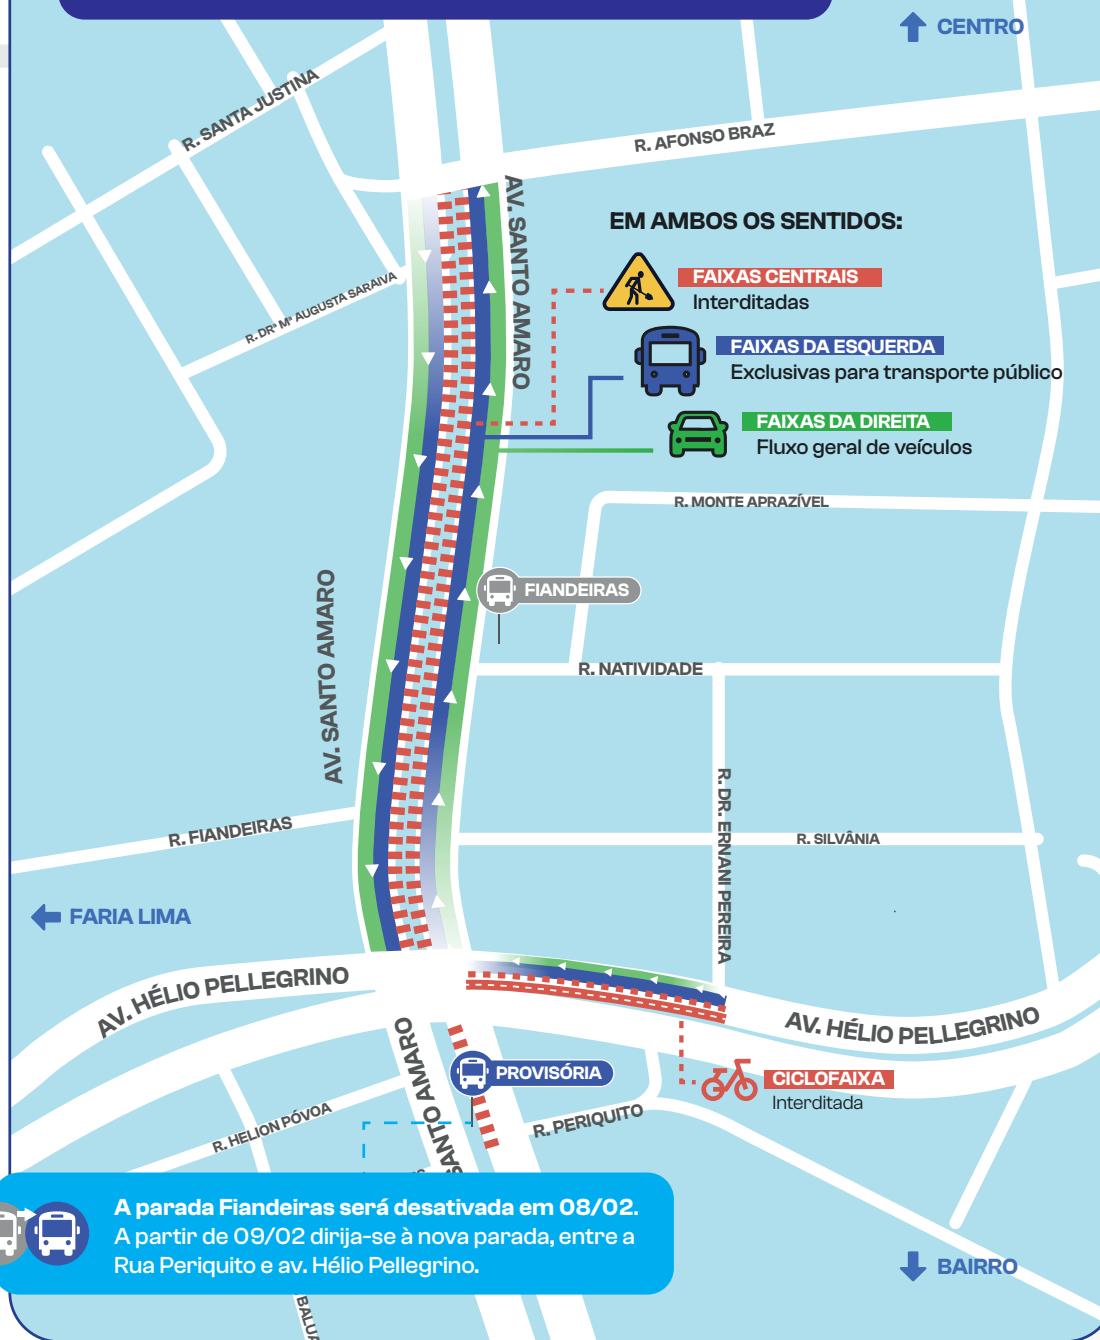 CENTRO
R. SANTA JUSTINA
R. AFONSO BRAZ
AV. SANTO AMARO
EM AMBOS OS SENTIDOS:
R. DRª Mª AUGUSTA SARAIVA
FAIXAS CENTRAIS
Interditadas
FAIXAS DA ESQUERDA
Exclusivas para transporte público
FAIXAS DA DIREITA
Fluxo geral de veículos
R. MONTE APRAZÍVEL
FIANDEIRAS
AV. SANTO AMARO
R. NATIVIDADE
R. DR. ERNANI PEREIRA
R. FIANDEIRAS
R. SILVÂNIA
FARIA LIMA
AV. HÉLIO PELLEGRINO
AV. HÉLIO PELLEGRINO
SANTO AMARO
PROVISÓRIA
CICLOFAIXA
Interditada
R. HELION PÓVOA
R. PERIQUITO
A parada Fiandeiras será desativada em 08/02.
A partir de 09/02 dirija-se à nova parada, entre a
Rua Periquito e av. Hélio Pellegrino.
BAIRRO
BALUA